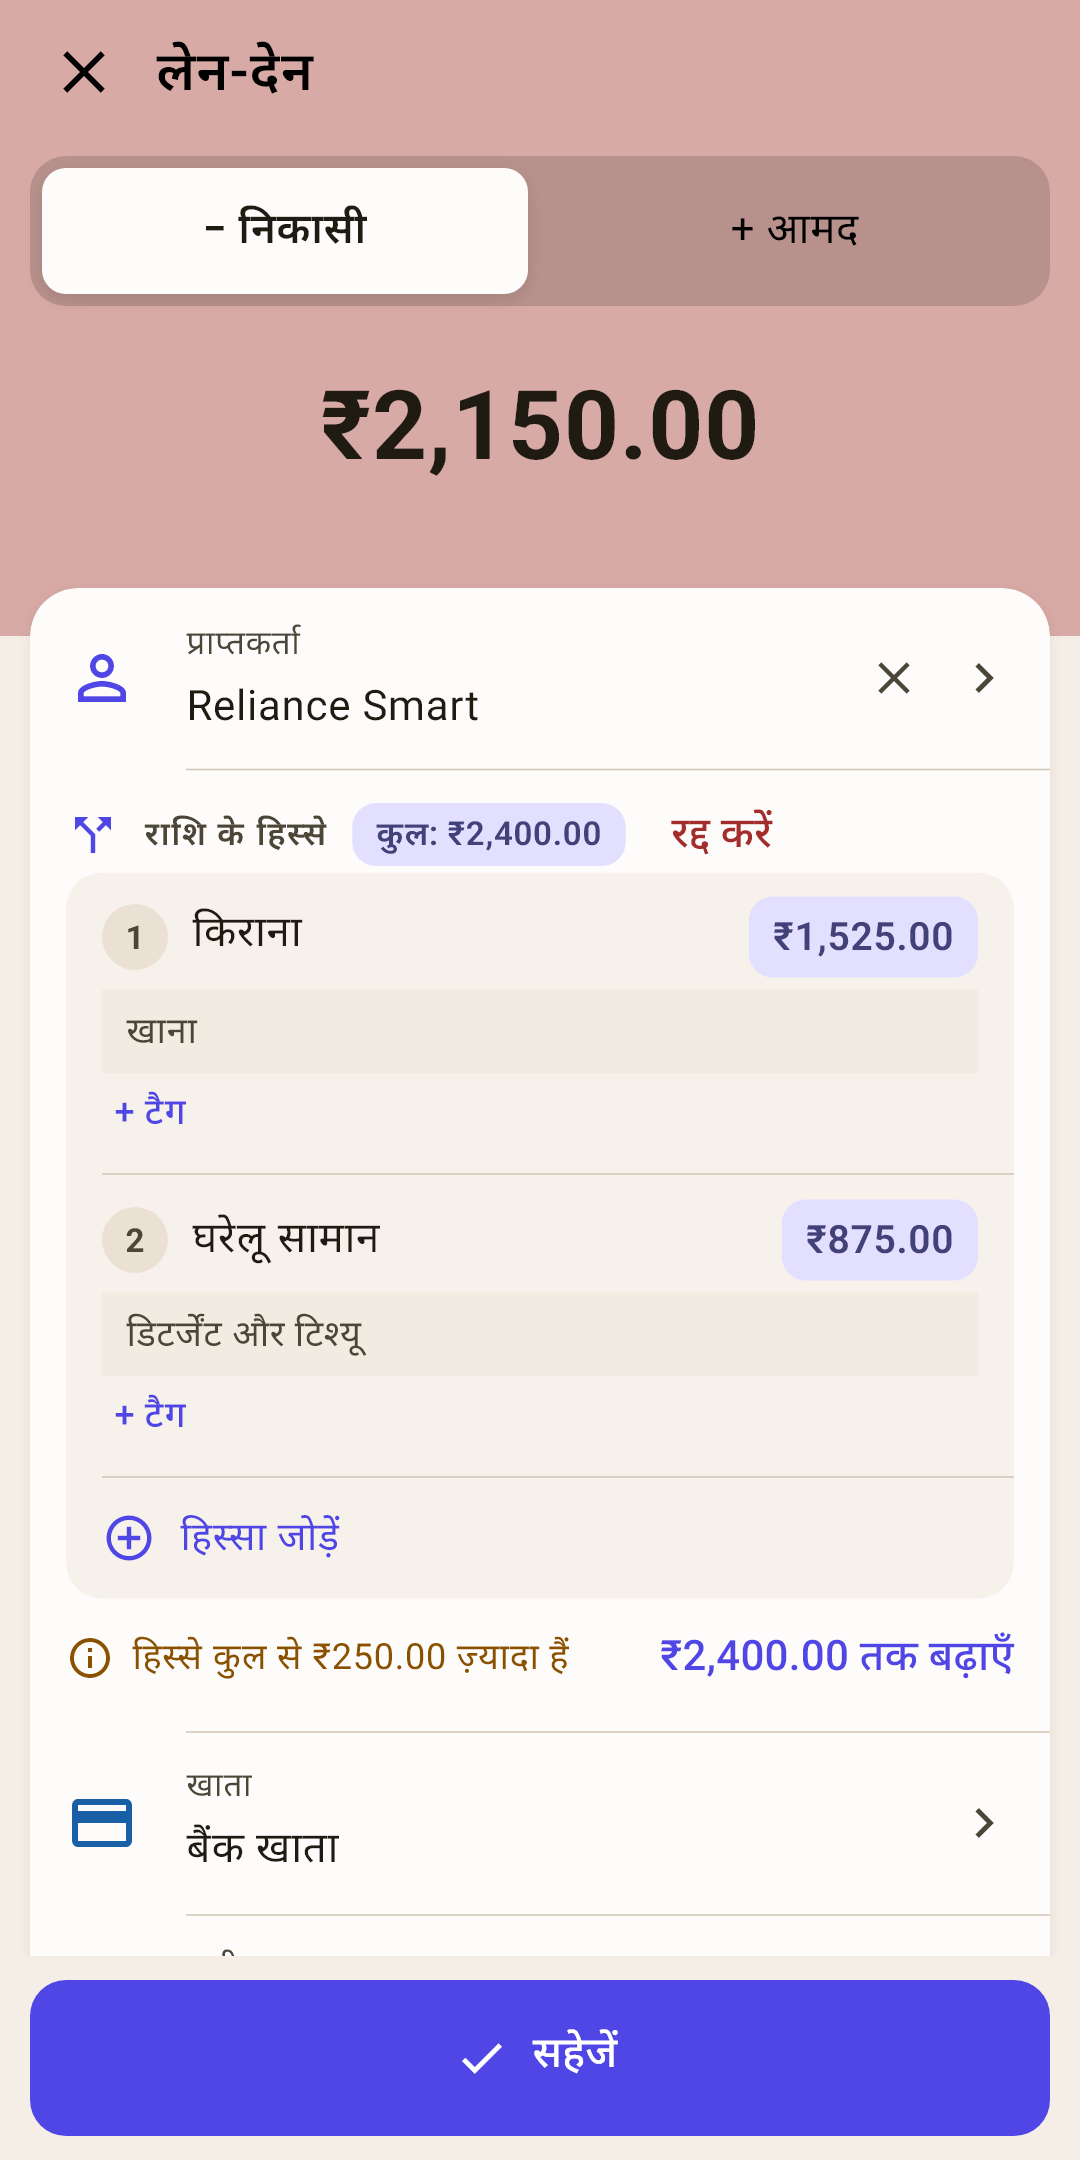 लेन-देन
− निकासी
+ आमद
₹2,150.00
प्राप्तकर्ता
Reliance Smart
राशि के हिस्से कुल: ₹2,400.00 रद्द करें
1 किराना ₹1,525.00
खाना
+ टैग
2 घरेलू सामान ₹875.00
डिटर्जेंट और टिश्यू
+ टैग
हिस्सा जोड़ें
हिस्से कुल से ₹250.00 ज़्यादा हैं ₹2,400.00 तक बढ़ाएँ
खाता
बैंक खाता
सहेजें